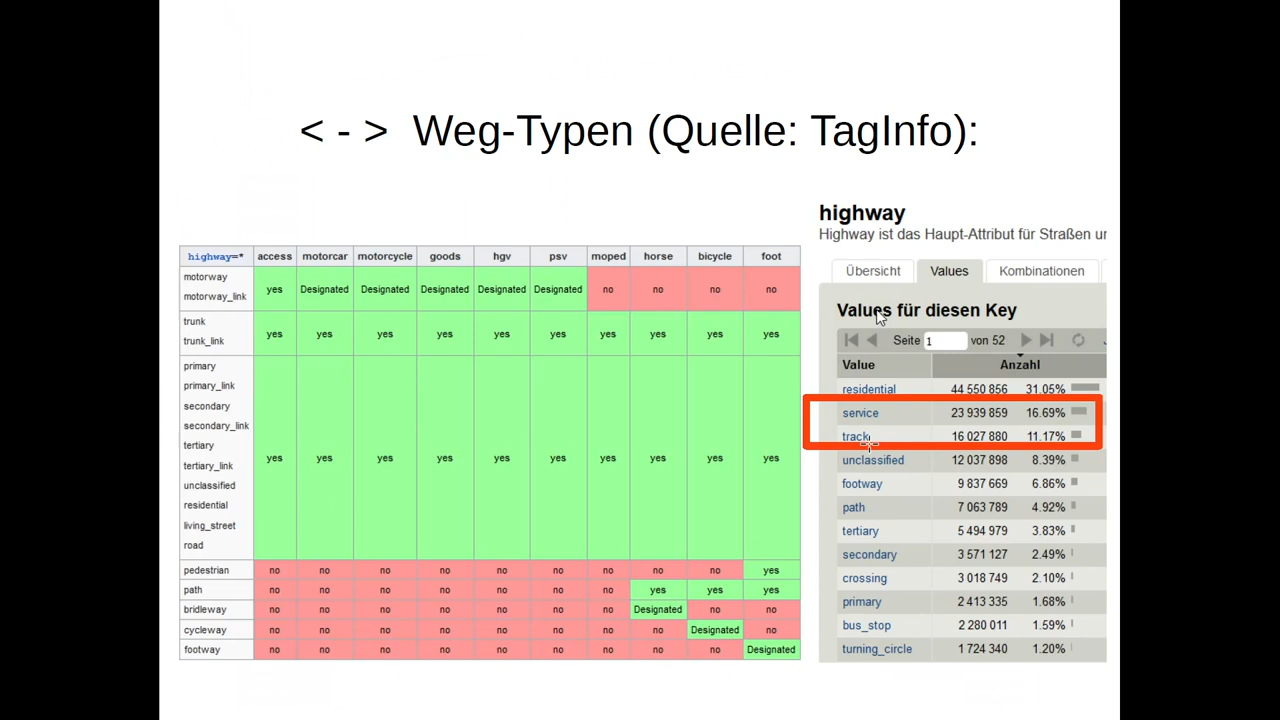 < - > Weg-Typen (Quelle: TagInfo):
highway=* access motorcar motorcycle goods hgv psv moped horse bicycle foot
motorway
motorway_link
yes Designated Designated Designated Designated Designated no no no no
trunk
trunk_link
yes yes yes yes yes yes yes yes yes yes
primary
primary_link
secondary
secondary_link
tertiary
tertiary_link
unclassified
residential
living_street
road
yes yes yes yes yes yes yes yes yes yes
pedestrian no no no no no no no no no yes
path no no no no no no no yes yes yes
bridleway no no no no no no no Designated no no
cycleway no no no no no no no no Designated no
footway no no no no no no no no no Designated
highway
Highway ist das Haupt-Attribut für Straßen
Übersicht Values Kombinationen
Values für diesen Key
Seite 1 von 52
Value Anzahl
residential 44 550 856 31.05%
service 23 939 859 16.69%
track 16 027 880 11.17%
unclassified 12 037 898 8.39%
footway 9 837 669 6.86%
path 7 063 789 4.92%
tertiary 5 494 979 3.83%
secondary 3 571 127 2.49%
crossing 3 018 749 2.10%
primary 2 413 335 1.68%
bus_stop 2 280 011 1.59%
turning_circle 1 724 340 1.20%